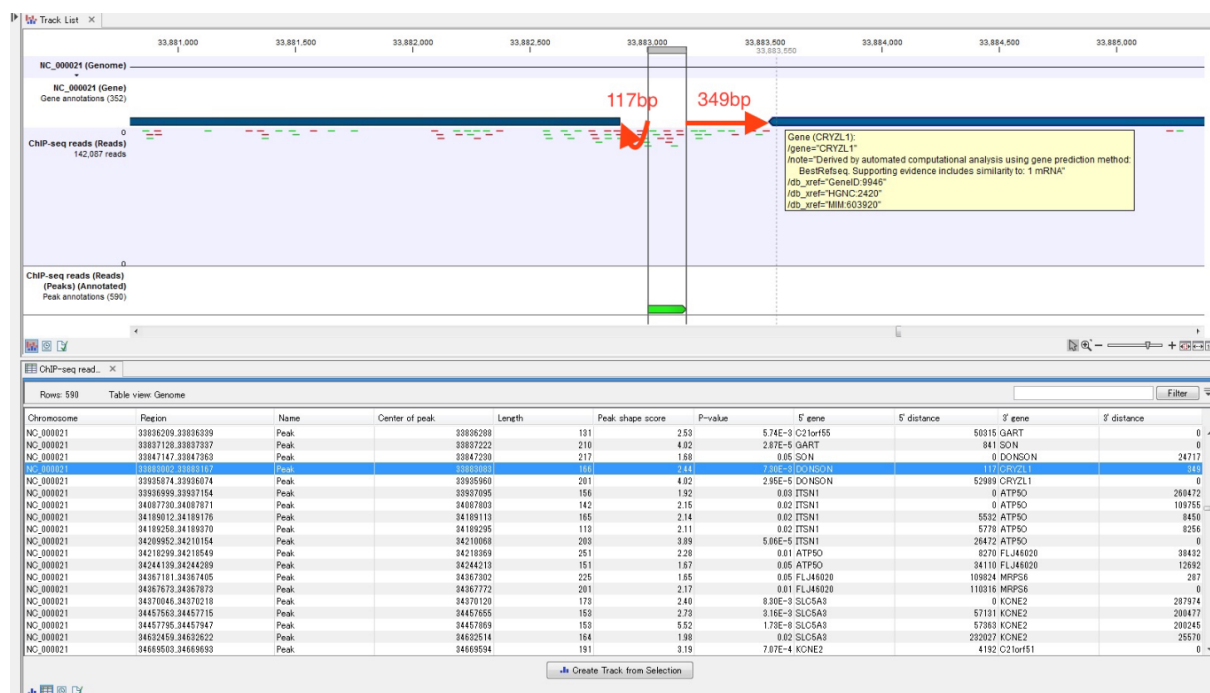 Track List ×
33,881,000 33,881,500 33,882,000 33,882,500 33,883,000 33,883,500 33,884,000 33,884,500 33,885,000
33,883,550
NC_000021 (Genome)
NC_000021 (Gene)
Gene annotations (352)
117bp 349bp
0
ChIP-seq reads (Reads)
142,087 reads
Gene (CRYZL1):
/gene="CRYZL1"
/note="Derived by automated computational analysis using gene prediction method:
BestRefseq. Supporting evidence includes similarity to: 1 mRNA"
/db_xref="GeneID:9946"
/db_xref="HGNC:2420"
/db_xref="MIM:603920"
0
ChIP-seq reads (Reads)
(Peaks) (Annotated)
Peak annotations (590)
ChIP-seq read... ×
Rows: 590 Table view: Genome Filter
Chromosome Region Name Center of peak Length Peak shape score P-value 5' gene 5' distance 3' gene 3' distance
NC_000021 33836209..33836339 Peak 33836288 131 2.53 5.74E-3 C21orf55 50315 GART 0
NC_000021 33837128..33837337 Peak 33837222 210 4.02 2.87E-5 GART 841 SON 0
NC_000021 33847147..33847363 Peak 33847230 217 1.68 0.05 SON 0 DONSON 24717
NC_000021 33883002..33883167 Peak 33883083 166 2.44 7.30E-3 DONSON 117 CRYZL1 349
NC_000021 33935874..33936074 Peak 33935960 201 4.02 2.95E-5 DONSON 52989 CRYZL1 0
NC_000021 33936999..33937154 Peak 33937095 156 1.92 0.03 ITSN1 0 ATP5O 260472
NC_000021 34087730..34087871 Peak 34087803 142 2.15 0.02 ITSN1 0 ATP5O 109755
NC_000021 34189012..34189176 Peak 34189113 165 2.14 0.02 ITSN1 5532 ATP5O 8450
NC_000021 34189258..34189370 Peak 34189295 113 2.11 0.02 ITSN1 5778 ATP5O 8256
NC_000021 34209952..34210154 Peak 34210068 203 3.89 5.06E-5 ITSN1 26472 ATP5O 0
NC_000021 34218299..34218549 Peak 34218369 251 2.28 0.01 ATP5O 8270 FLJ46020 38432
NC_000021 34244139..34244289 Peak 34244213 151 1.67 0.05 ATP5O 34110 FLJ46020 12692
NC_000021 34367181..34367405 Peak 34367302 225 1.65 0.05 FLJ46020 109824 MRPS6 287
NC_000021 34367673..34367873 Peak 34367772 201 2.17 0.01 FLJ46020 110316 MRPS6 0
NC_000021 34370046..34370218 Peak 34370120 173 2.40 8.30E-3 SLC5A3 0 KCNE2 287974
NC_000021 34457563..34457715 Peak 34457655 153 2.73 3.16E-3 SLC5A3 57131 KCNE2 200477
NC_000021 34457795..34457947 Peak 34457869 153 5.52 1.73E-8 SLC5A3 57363 KCNE2 200245
NC_000021 34632459..34632622 Peak 34632514 164 1.98 0.02 SLC5A3 232027 KCNE2 25570
NC_000021 34669503..34669693 Peak 34669594 191 3.19 7.07E-4 KCNE2 4192 C21orf51 0
Create Track from Selection